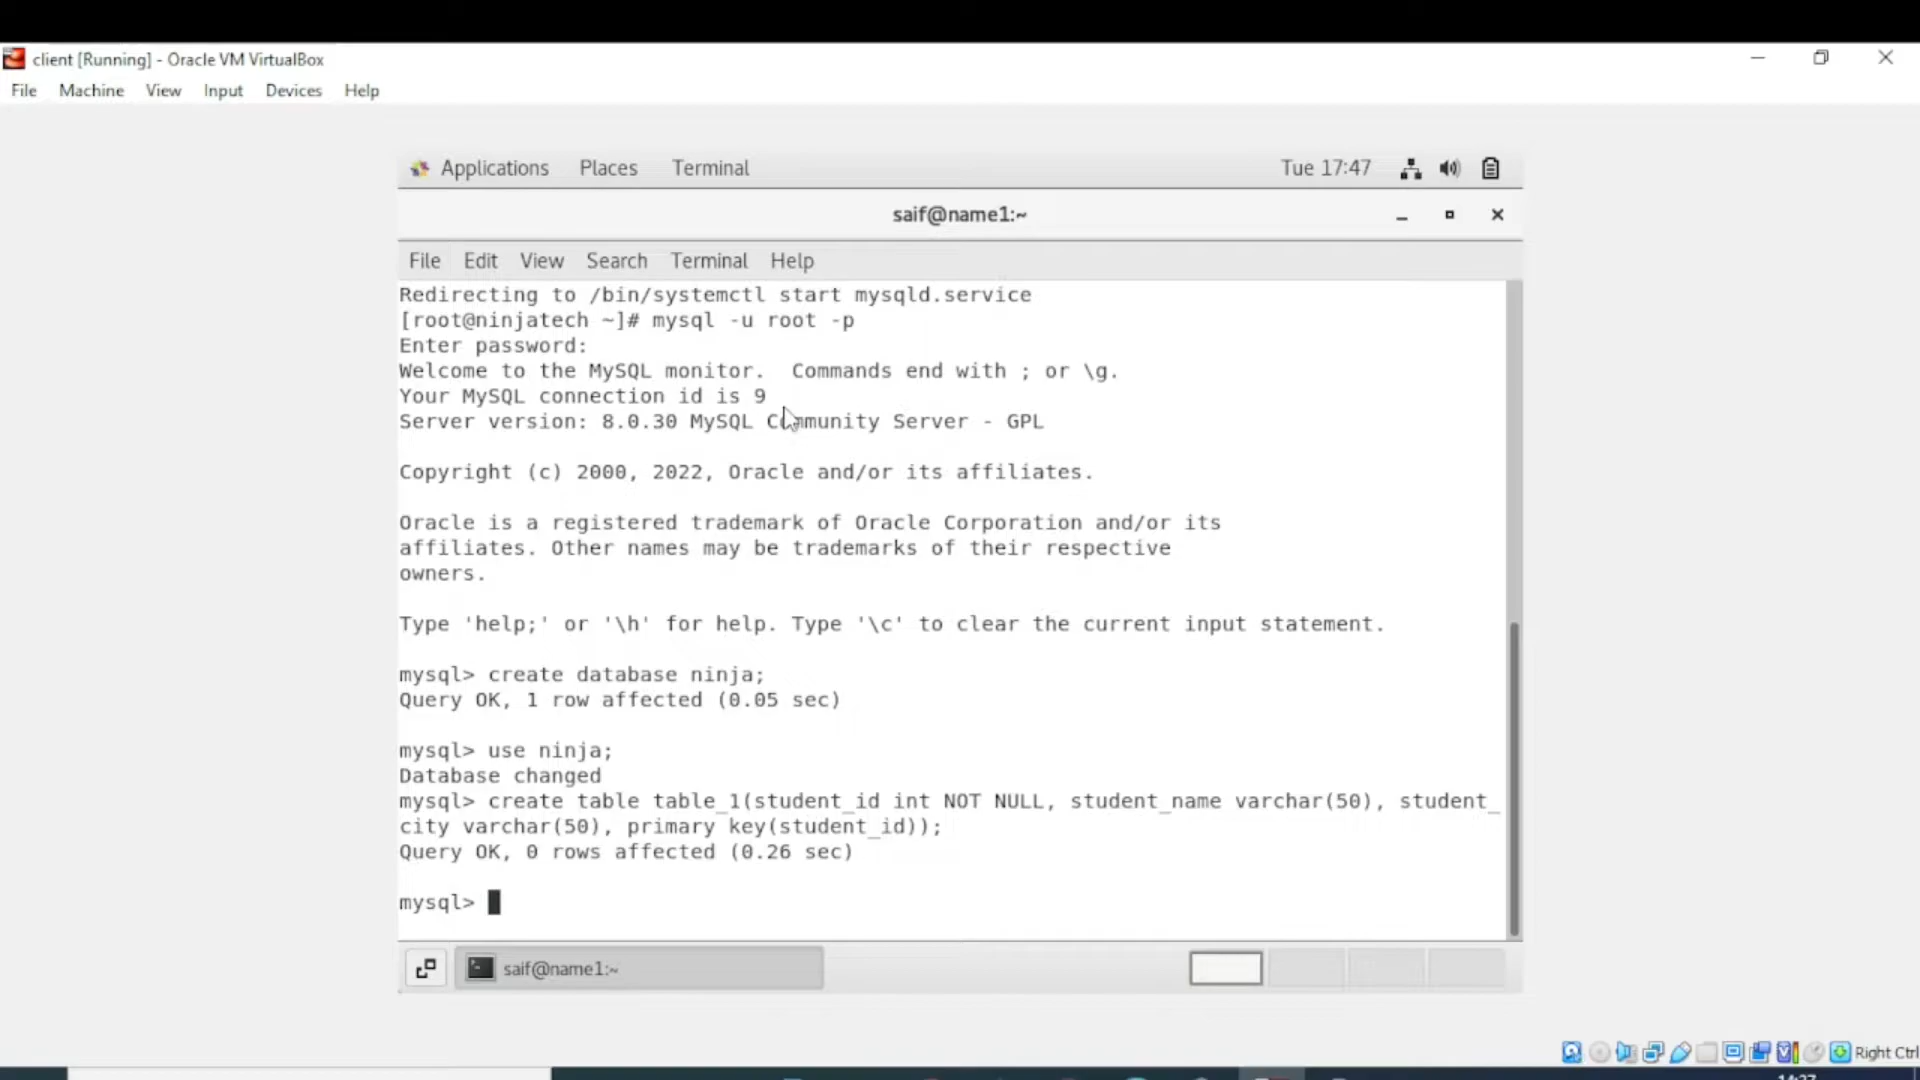 client [Running] - Oracle VM VirtualBox
File Machine View Input Devices Help
Applications Places Terminal Tue 17:47
saif@name1:~
File Edit View Search Terminal Help
Redirecting to /bin/systemctl start mysqld.service
[root@ninjatech ~]# mysql -u root -p
Enter password:
Welcome to the MySQL monitor.  Commands end with ; or \g.
Your MySQL connection id is 9
Server version: 8.0.30 MySQL Community Server - GPL
Copyright (c) 2000, 2022, Oracle and/or its affiliates.
Oracle is a registered trademark of Oracle Corporation and/or its
affiliates. Other names may be trademarks of their respective
owners.
Type 'help;' or '\h' for help. Type '\c' to clear the current input statement.
mysql> create database ninja;
Query OK, 1 row affected (0.05 sec)
mysql> use ninja;
Database changed
mysql> create table table_1(student_id int NOT NULL, student_name varchar(50), student_
city varchar(50), primary key(student_id));
Query OK, 0 rows affected (0.26 sec)
mysql>
saif@name1:~
Right Ctrl